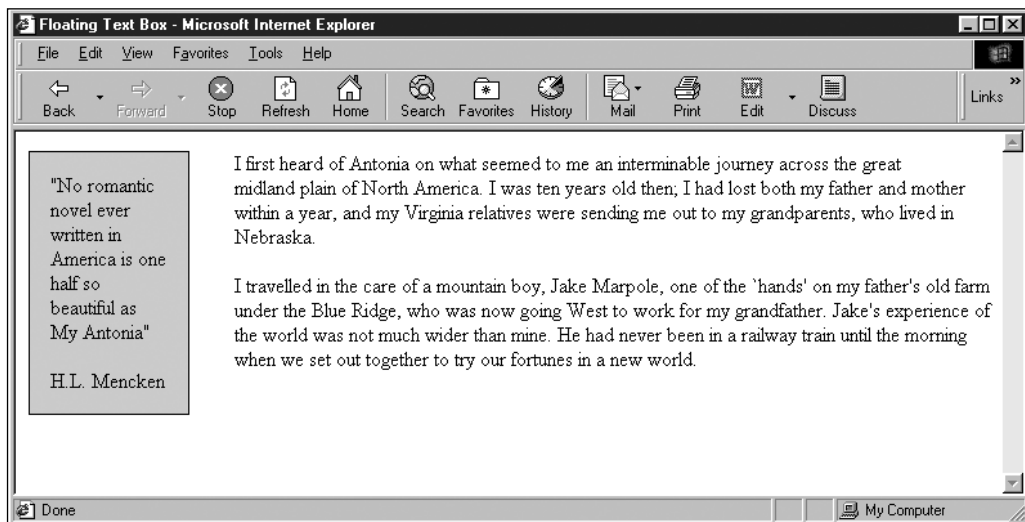 Floating Text Box - Microsoft Internet Explorer
File Edit View Favorites Tools Help
Back Forward Stop Refresh Home Search Favorites History Mail Print Edit Discuss Links »
"No romantic
novel ever
written in
America is one
half so
beautiful as
My Antonia"
H.L. Mencken
I first heard of Antonia on what seemed to me an interminable journey across the great
midland plain of North America. I was ten years old then; I had lost both my father and mother
within a year, and my Virginia relatives were sending me out to my grandparents, who lived in
Nebraska.
I travelled in the care of a mountain boy, Jake Marpole, one of the `hands' on my father's old farm
under the Blue Ridge, who was now going West to work for my grandfather. Jake's experience of
the world was not much wider than mine. He had never been in a railway train until the morning
when we set out together to try our fortunes in a new world.
Done My Computer